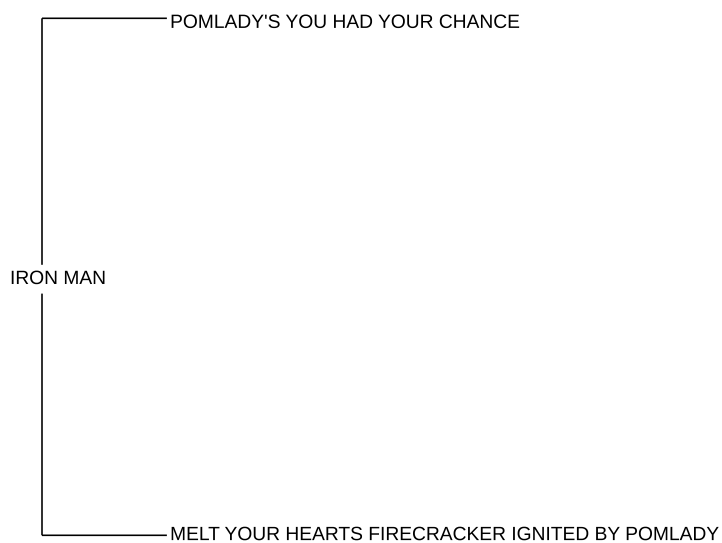 POMLADY'S YOU HAD YOUR CHANCE
IRON MAN
MELT YOUR HEARTS FIRECRACKER IGNITED BY POMLADY